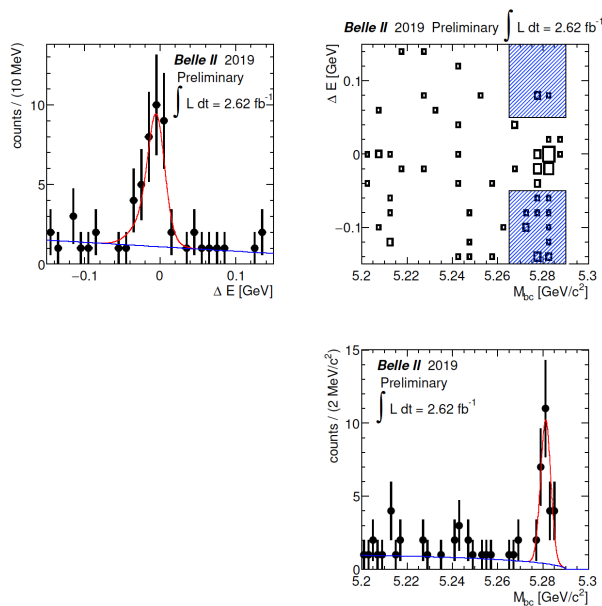 Belle II 2019
Preliminary
∫ L dt = 2.62 fb-1
counts / (10 MeV)
10
5
0
−0.1 0 0.1
Δ E [GeV]
Belle II 2019 Preliminary ∫ L dt = 2.62 fb-1
Δ E [GeV]
0.1
0
−0.1
5.2 5.22 5.24 5.26 5.28 5.3
Mbc [GeV/c2]
Belle II 2019
Preliminary
∫ L dt = 2.62 fb-1
counts / (2 MeV/c2)
15
10
5
0
5.2 5.22 5.24 5.26 5.28 5.3
Mbc [GeV/c2]